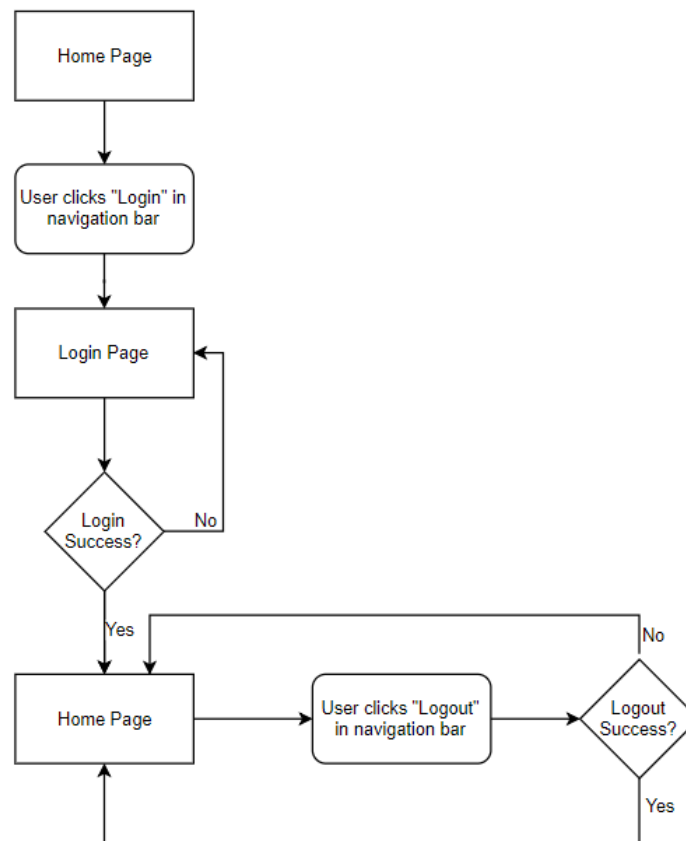 Home Page
User clicks "Login" in
navigation bar
Login Page
Login
Success?
No
Yes
Home Page
User clicks "Logout"
in navigation bar
Logout
Success?
No
Yes